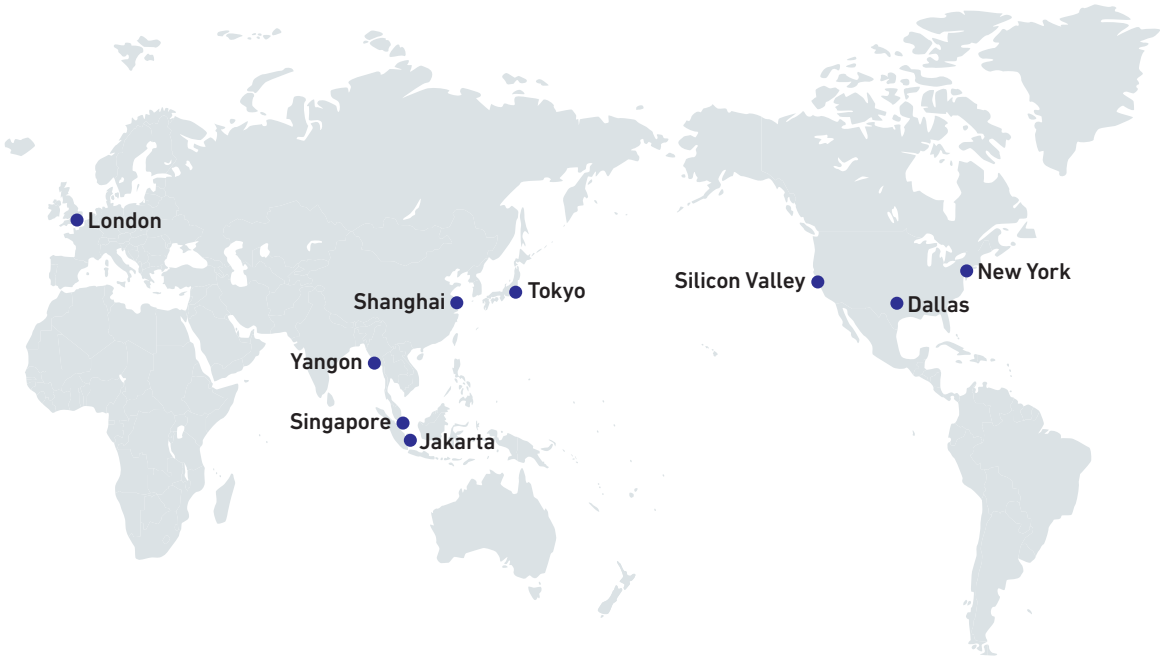 London
Silicon Valley
New York
Tokyo
Shanghai
Dallas
Yangon
Singapore
Jakarta